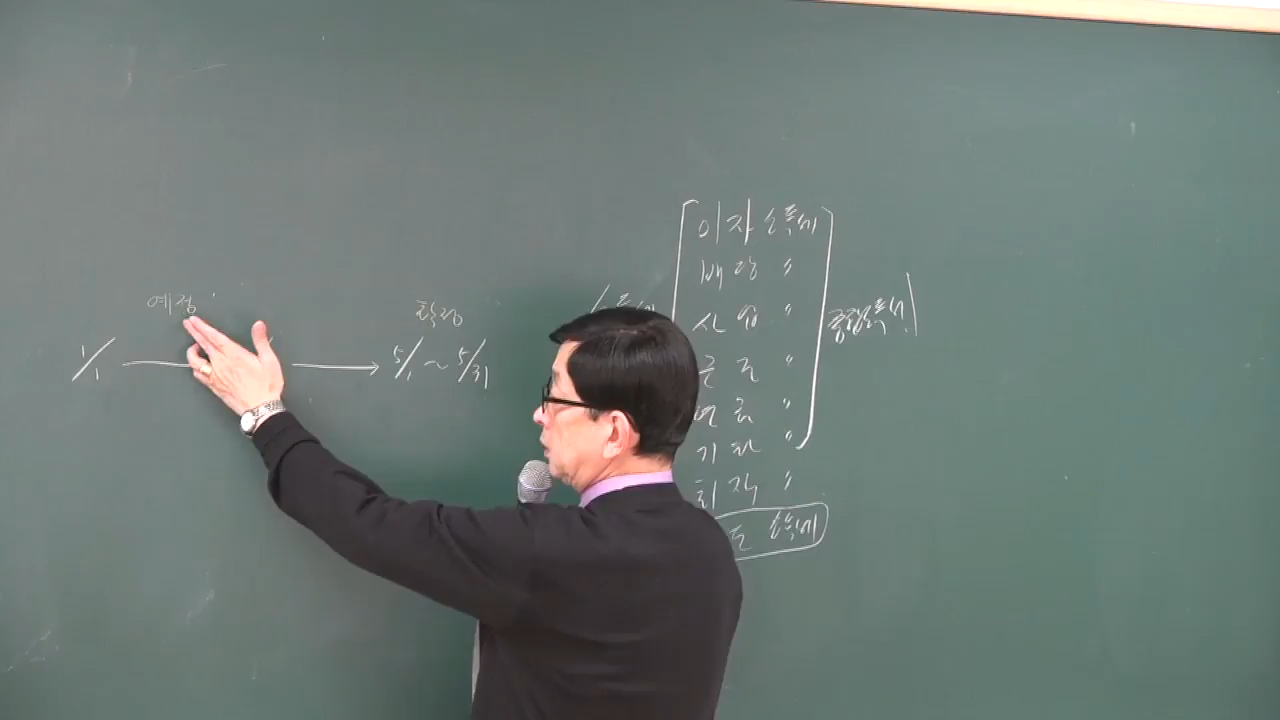 예정
1/1
확정
5/1 ~ 5/31
이자 소득세
배당 "
사업 "
근로 "
연금 "
기타 "
퇴직 "
소득세
종합소득세